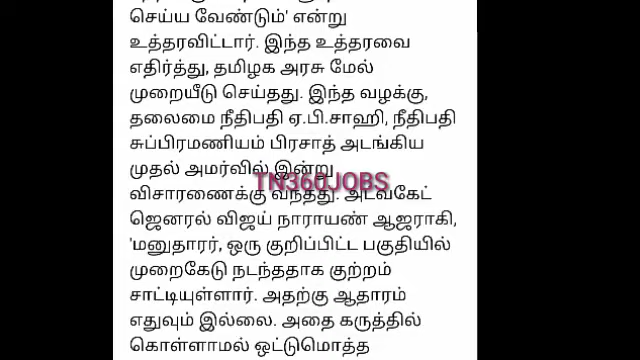 செய்ய வேண்டும்' என்று
உத்தரவிட்டார். இந்த உத்தரவை
எதிர்த்து, தமிழக அரசு மேல்
முறையீடு செய்தது. இந்த வழக்கு,
தலைமை நீதிபதி ஏ.பி.சாஹி, நீதிபதி
சுப்பிரமணியம் பிரசாத் அடங்கிய
முதல் அமர்வில் இன்று
TN360JOBS
விசாரணைக்கு வந்தது. அட்வகேட்
ஜெனரல் விஜய் நாராயண் ஆஜராகி,
'மனுதாரர், ஒரு குறிப்பிட்ட பகுதியில்
முறைகேடு நடந்ததாக குற்றம்
சாட்டியுள்ளார். அதற்கு ஆதாரம்
எதுவும் இல்லை. அதை கருத்தில்
கொள்ளாமல் ஒட்டுமொத்த